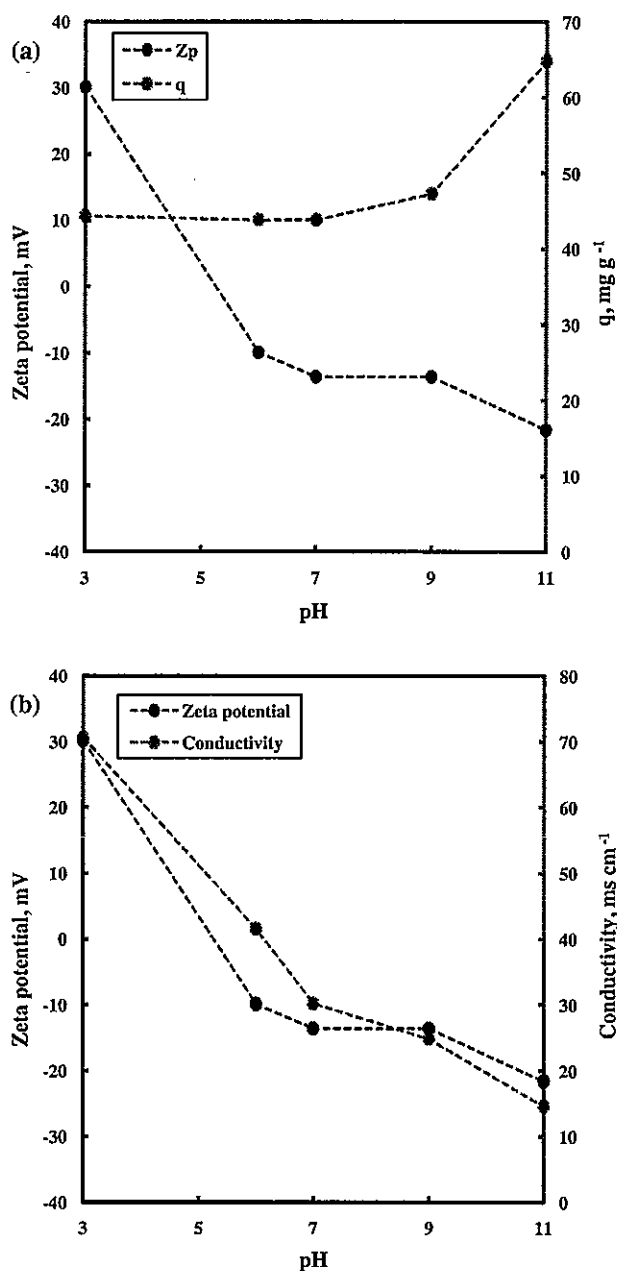 (a)
Zp
q
40
30
20
10
0
-10
-20
-30
-40
Zeta potential, mV
70
60
50
40
30
20
10
0
q, mg g-1
3 5 7 9 11
pH
(b)
Zeta potential
Conductivity
40
30
20
10
0
-10
-20
-30
-40
Zeta potential, mV
80
70
60
50
40
30
20
10
0
Conductivity, ms cm-1
3 5 7 9 11
pH